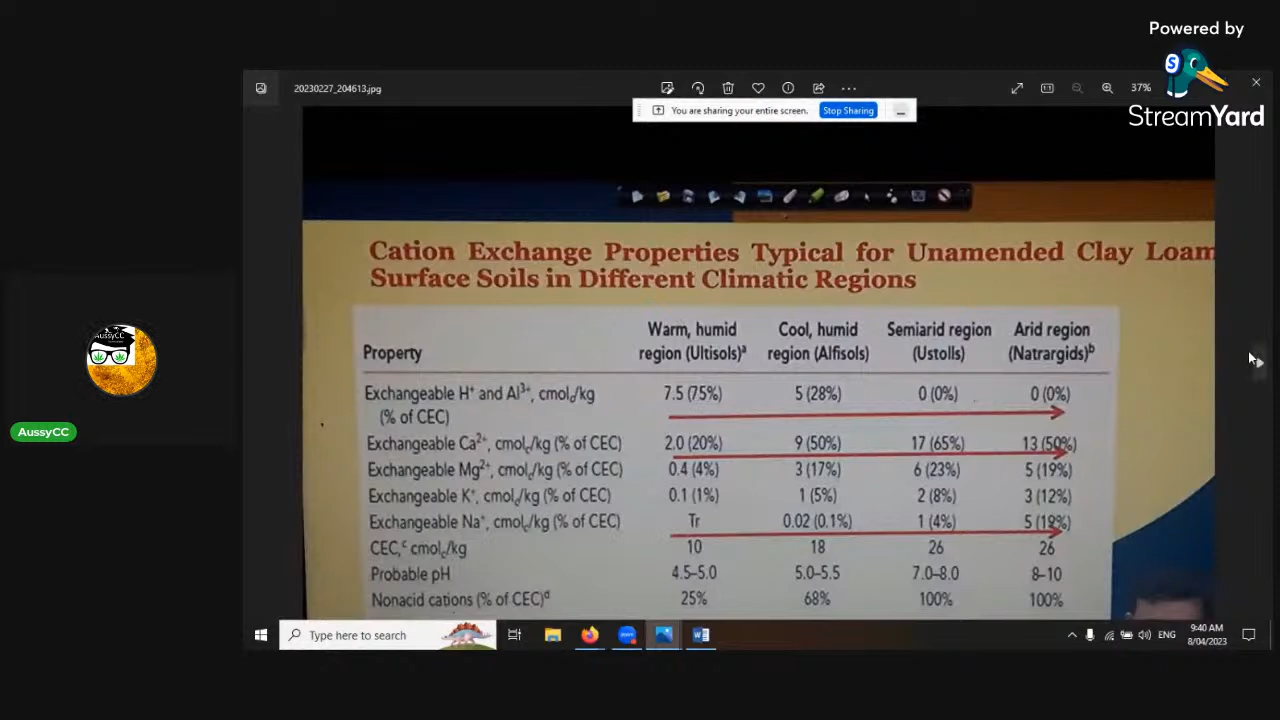 Powered by
StreamYard
20230227_204613.jpg
37%
You are sharing your entire screen.
Stop Sharing
Cation Exchange Properties Typical for Unamended Clay Loam
Surface Soils in Different Climatic Regions
Property Warm, humid region (Ultisols)ᵃ Cool, humid region (Alfisols) Semiarid region (Ustolls) Arid region (Natrargids)ᵇ
Exchangeable H⁺ and Al³⁺, cmol꜀/kg 7.5 (75%) 5 (28%) 0 (0%) 0 (0%)
(% of CEC)
Exchangeable Ca²⁺, cmol꜀/kg (% of CEC) 2.0 (20%) 9 (50%) 17 (65%) 13 (50%)
Exchangeable Mg²⁺, cmol꜀/kg (% of CEC) 0.4 (4%) 3 (17%) 6 (23%) 5 (19%)
Exchangeable K⁺, cmol꜀/kg (% of CEC) 0.1 (1%) 1 (5%) 2 (8%) 3 (12%)
Exchangeable Na⁺, cmol꜀/kg (% of CEC) Tr 0.02 (0.1%) 1 (4%) 5 (19%)
CEC,ᶜ cmol꜀/kg 10 18 26 26
Probable pH 4.5–5.0 5.0–5.5 7.0–8.0 8–10
Nonacid cations (% of CEC)ᵈ 25% 68% 100% 100%
AussyCC
AussyCC
Type here to search
ENG
9:40 AM
8/04/2023